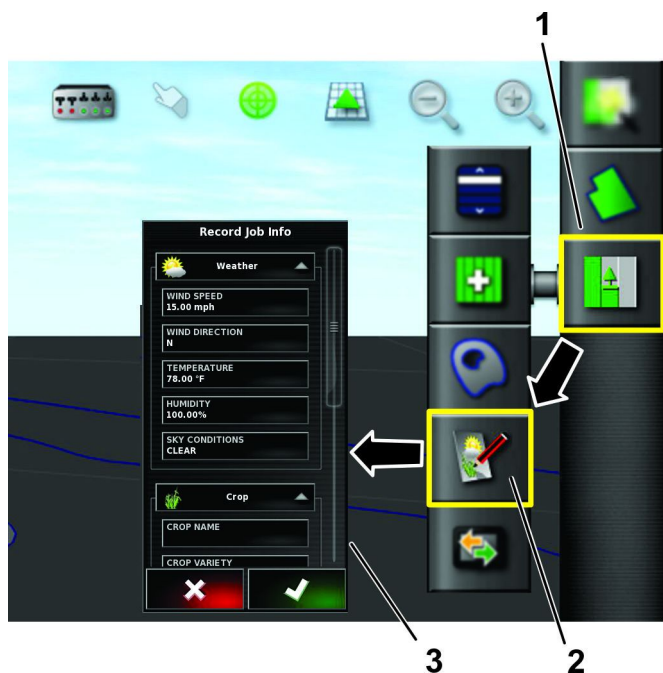 1
Record Job Info
Weather
WIND SPEED
15.00 mph
WIND DIRECTION
N
TEMPERATURE
78.00 °F
HUMIDITY
100.00%
SKY CONDITIONS
CLEAR
Crop
CROP NAME
CROP VARIETY
3
2